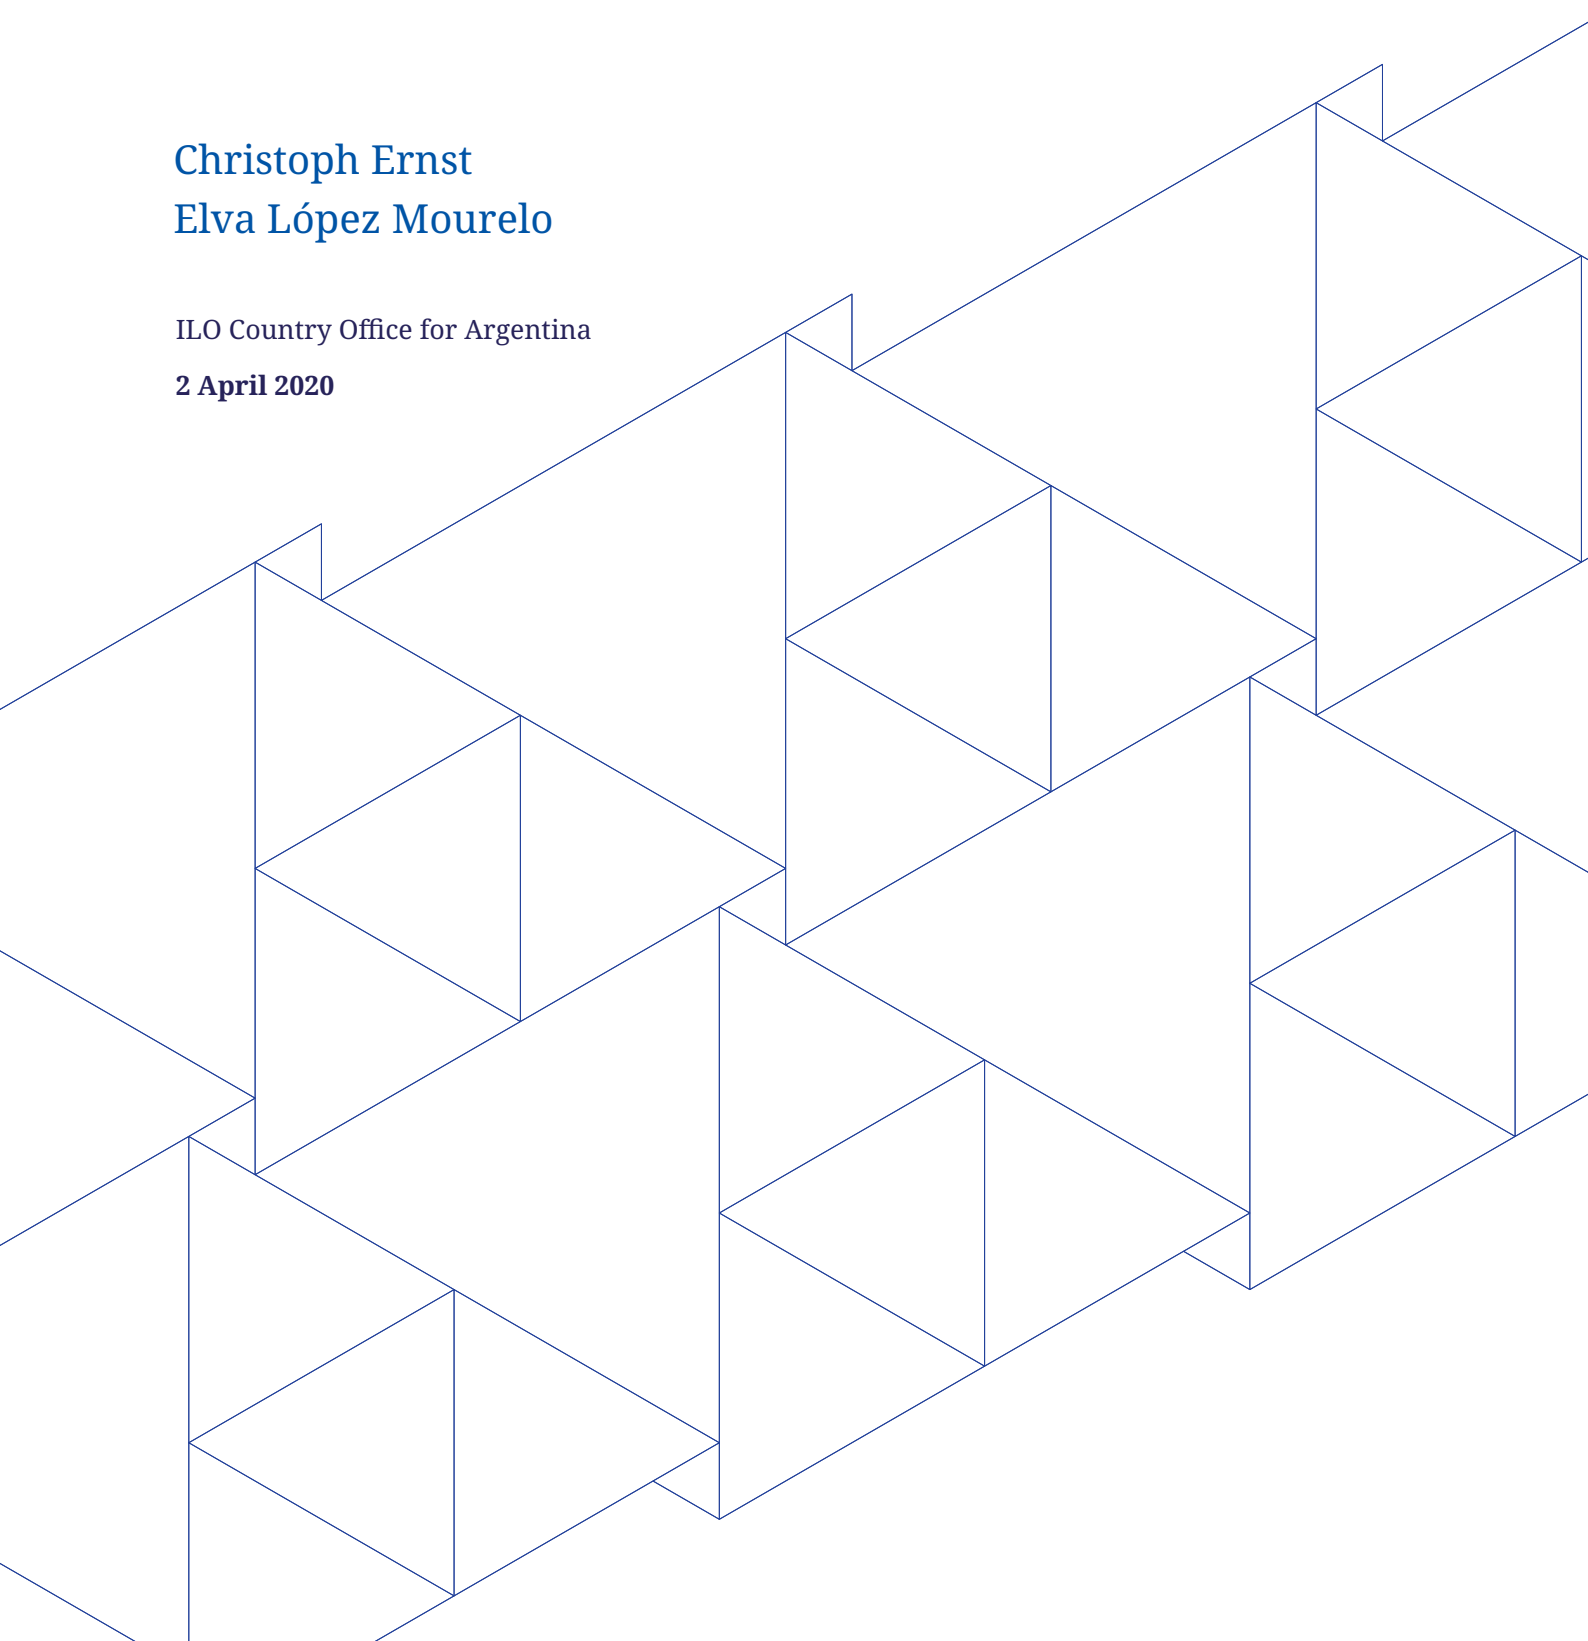 Christoph Ernst
Elva López Mourelo
ILO Country Office for Argentina
2 April 2020